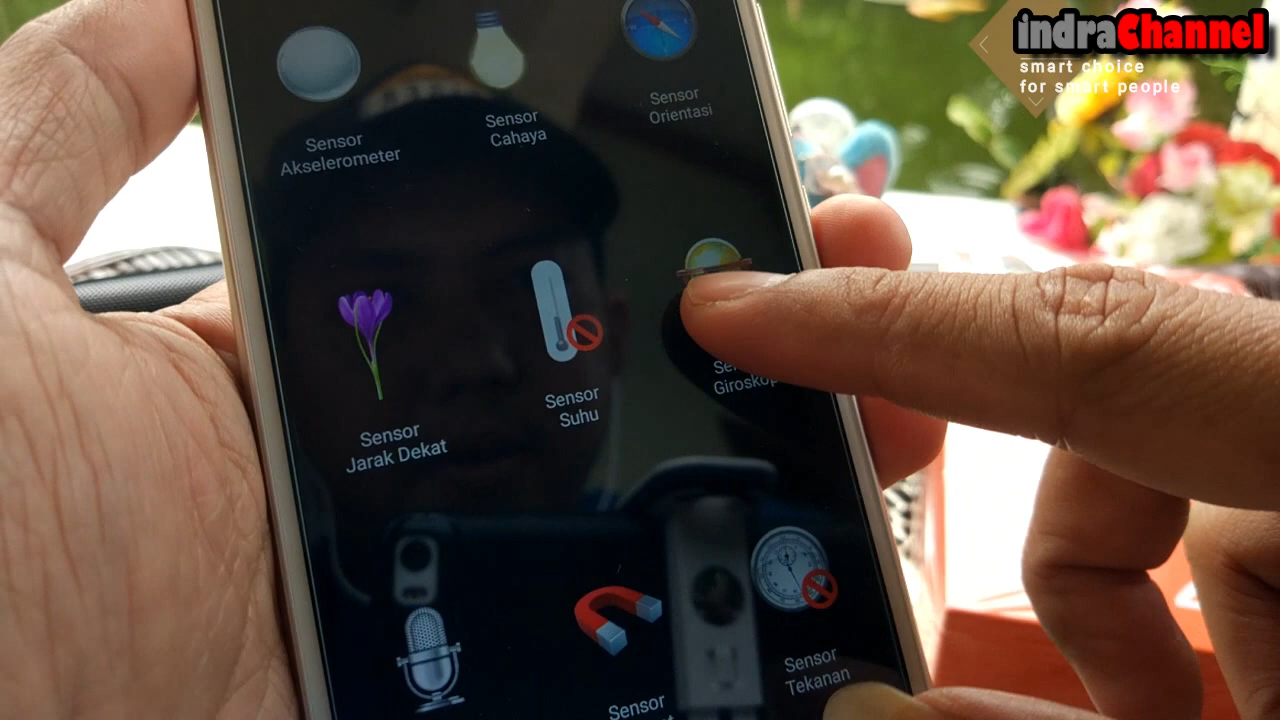 indraChannel
smart choice
for smart people
Sensor
Akselerometer
Sensor
Cahaya
Sensor
Orientasi
Sensor
Jarak Dekat
Sensor
Suhu
Giroskop
Sensor
Sensor
Tekanan